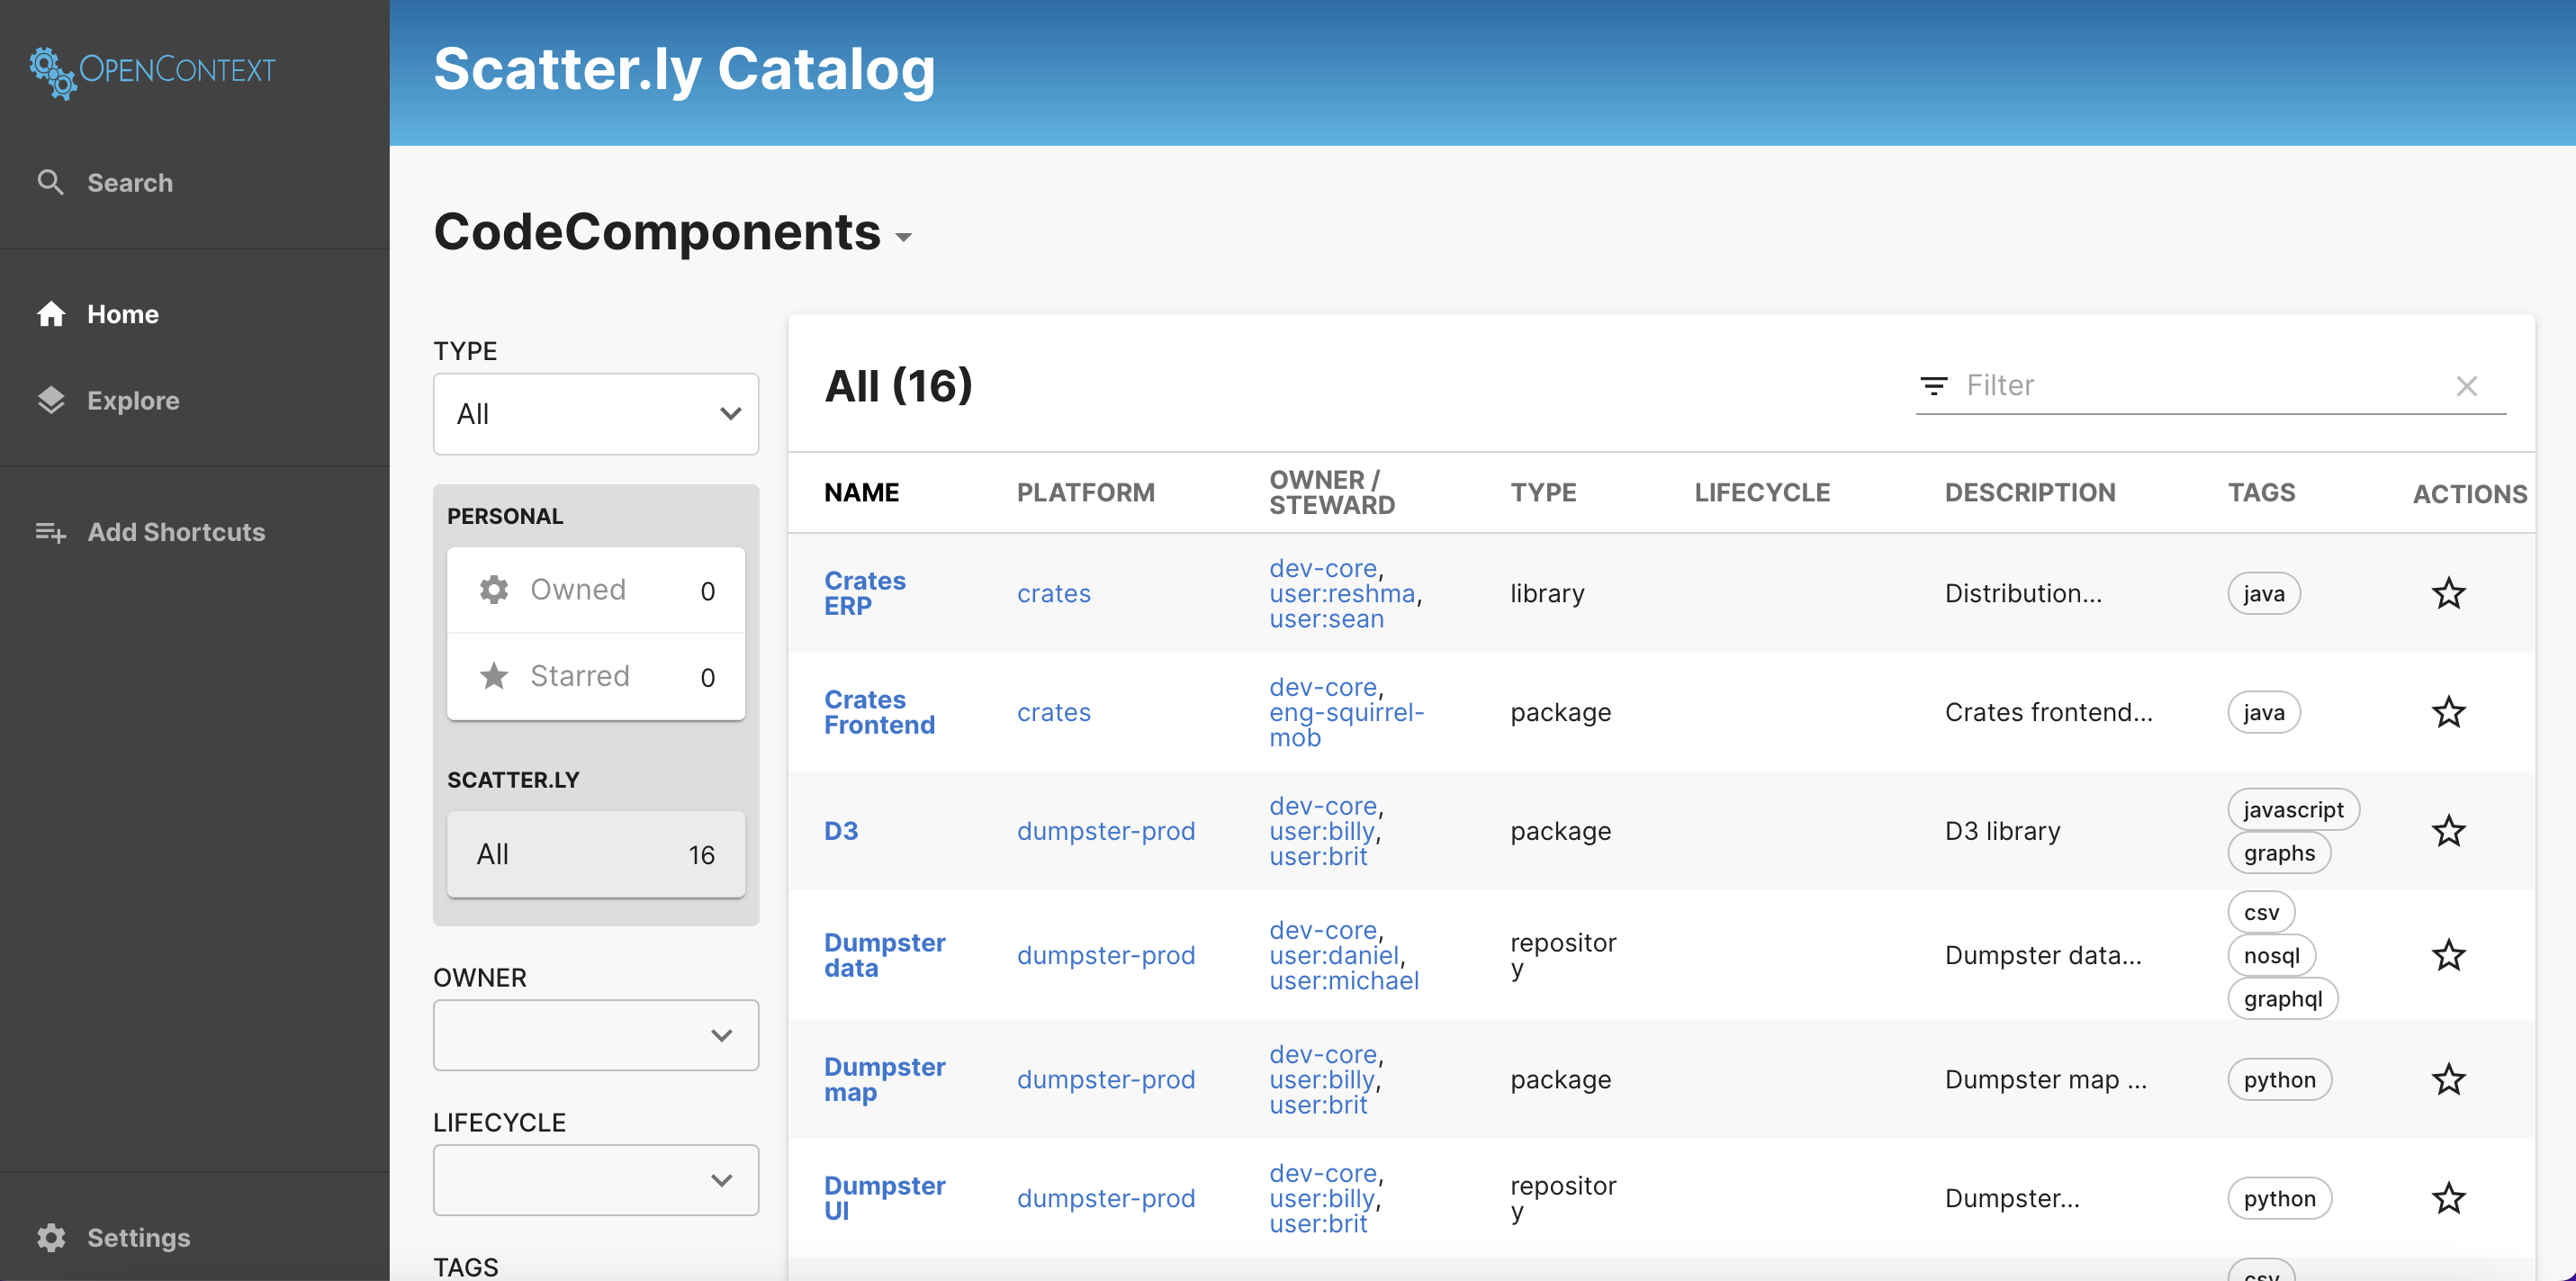 OPENCONTEXT
Search
Home
Explore
Add Shortcuts
Settings
Scatter.ly Catalog
CodeComponents
TYPE
All
PERSONAL
Owned 0
Starred 0
SCATTER.LY
All 16
OWNER
LIFECYCLE
TAGS
All (16)
Filter
NAME PLATFORM OWNER / STEWARD TYPE LIFECYCLE DESCRIPTION TAGS ACTIONS
Crates ERP crates dev-core, user:reshma, user:sean library Distribution... java
Crates Frontend crates dev-core, eng-squirrel-mob package Crates frontend... java
D3 dumpster-prod dev-core, user:billy, user:brit package D3 library javascript graphs
Dumpster data dumpster-prod dev-core, user:daniel, user:michael repository Dumpster data... csv nosql graphql
Dumpster map dumpster-prod dev-core, user:billy, user:brit package Dumpster map ... python
Dumpster UI dumpster-prod dev-core, user:billy, user:brit repository Dumpster... python
csv